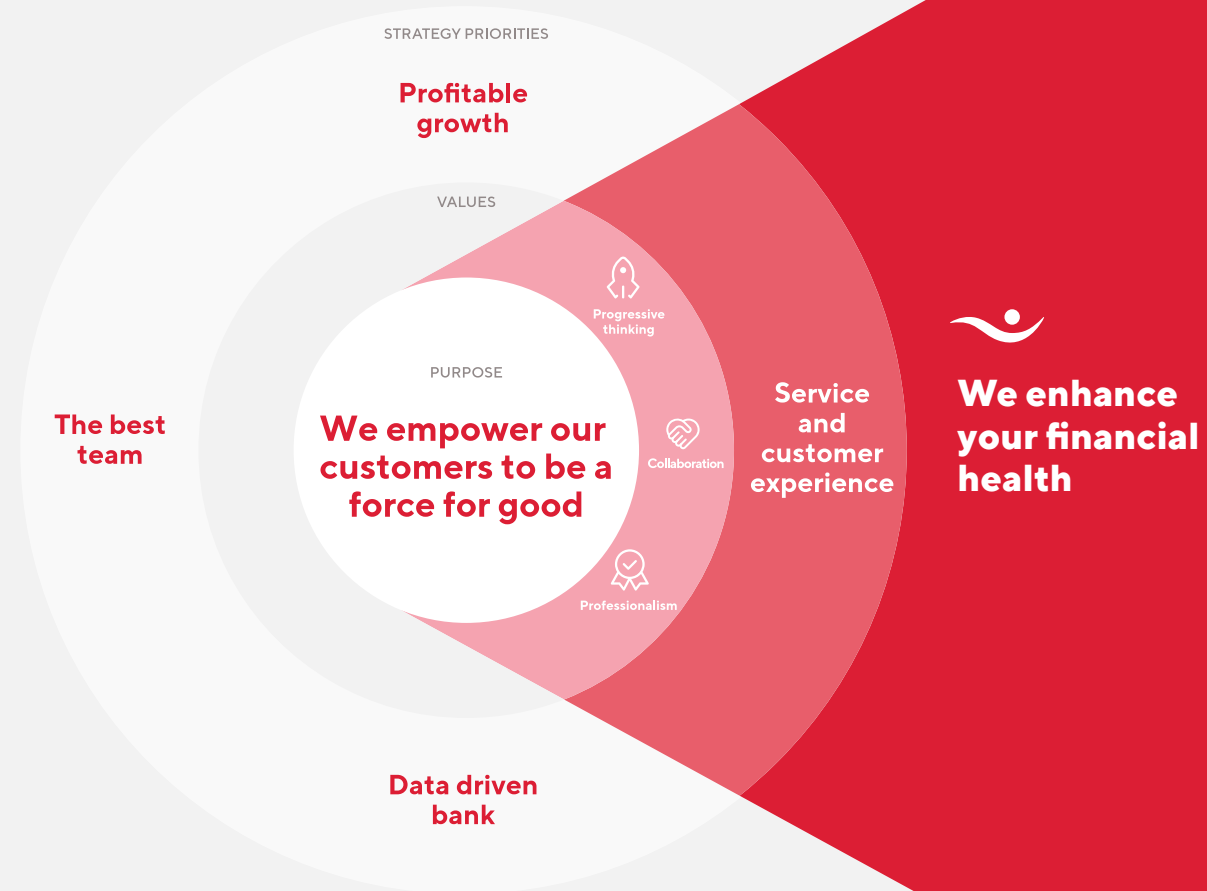 STRATEGY PRIORITIES
Profitable
growth
VALUES
Progressive
thinking
PURPOSE
We empower our
customers to be a
force for good
The best
team
Collaboration
Service
and
customer
experience
We enhance
your financial
health
Professionalism
Data driven
bank